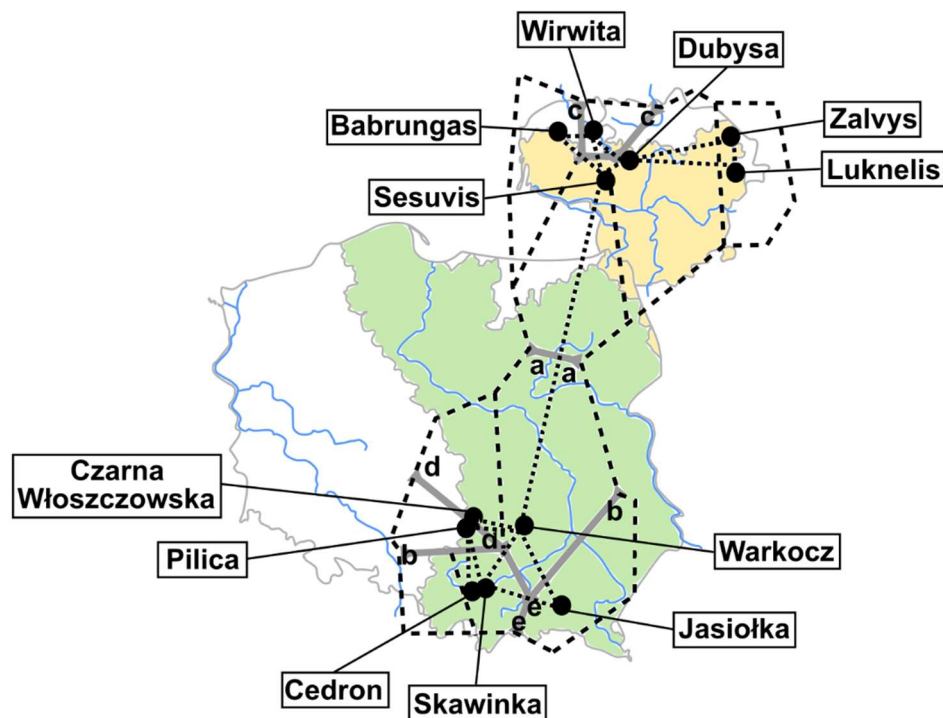 Wirwita
Dubysa
c
c
Babrungas
Zalvys
Luknelis
Sesuvis
a
a
d
b
Czarna
Włoszczowska
d
Pilica
b
Warkocz
e
e
Jasiołka
Cedron
Skawinka